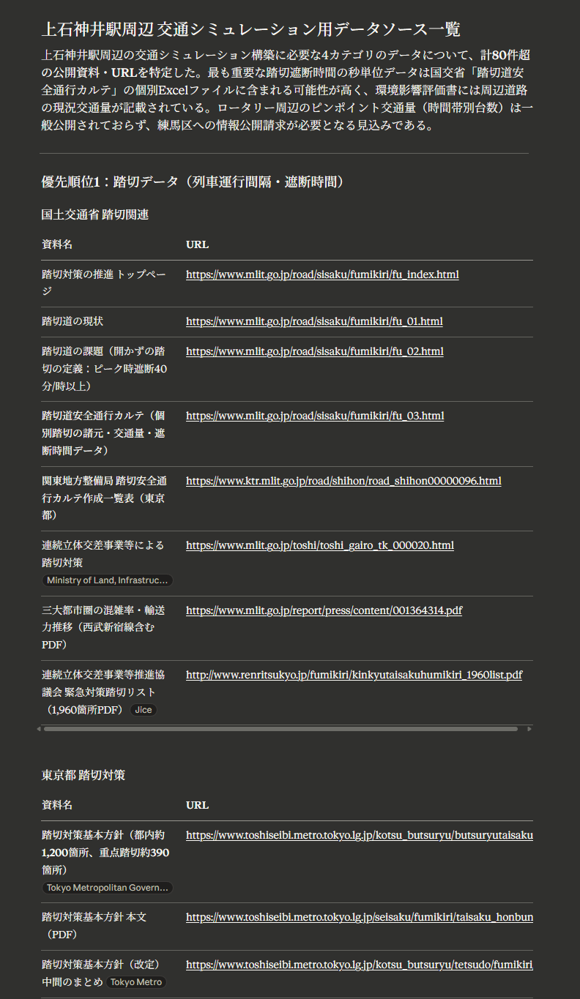 上石神井駅周辺 交通シミュレーション用データソース一覧
上石神井駅周辺の交通シミュレーション構築に必要な4カテゴリのデータについて、計80件超
の公開資料・URLを特定した。最も重要な踏切遮断時間の秒単位データは国交省「踏切道安
全通行カルテ」の個別Excelファイルに含まれる可能性が高く、環境影響評価書には周辺道路
の現況交通量が記載されている。ロータリー周辺のピンポイント交通量（時間帯別台数）は一
般公開されておらず、練馬区への情報公開請求が必要となる見込みである。
優先順位1：踏切データ（列車運行間隔・遮断時間）
国土交通省 踏切関連
資料名 URL
踏切対策の推進 トップペー https://www.mlit.go.jp/road/sisaku/fumikiri/fu_index.html
ジ
踏切道の現状 https://www.mlit.go.jp/road/sisaku/fumikiri/fu_01.html
踏切道の課題（開かずの踏 https://www.mlit.go.jp/road/sisaku/fumikiri/fu_02.html
切の定義：ピーク時遮断40
分/時以上）
踏切道安全通行カルテ（個 https://www.mlit.go.jp/road/sisaku/fumikiri/fu_03.html
別踏切の諸元・交通量・遮
断時間データ）
関東地方整備局 踏切安全通 https://www.ktr.mlit.go.jp/road/shihon/road_shihon00000096.html
行カルテ作成一覧表（東京
都）
連続立体交差事業等による https://www.mlit.go.jp/toshi/toshi_gairo_tk_000020.html
踏切対策
Ministry of Land, Infrastruc...
三大都市圏の混雑率・輸送 https://www.mlit.go.jp/report/press/content/001364314.pdf
力推移（西武新宿線含む
PDF）
連続立体交差事業等推進協 http://www.renritsukyo.jp/fumikiri/kinkyutaisakuhumikiri_1960list.pdf
議会 緊急対策踏切リスト
（1,960箇所PDF） Jice
東京都 踏切対策
資料名 URL
踏切対策基本方針（都内約 https://www.toshiseibi.metro.tokyo.lg.jp/kotsu_butsuryu/butsuryutaisaku
1,200箇所、重点踏切約390
箇所）
Tokyo Metropolitan Govern...
踏切対策基本方針 本文 https://www.toshiseibi.metro.tokyo.lg.jp/seisaku/fumikiri/taisaku_honbun
（PDF）
踏切対策基本方針（改定） https://www.toshiseibi.metro.tokyo.lg.jp/kotsu_butsuryu/tetsudo/fumikiri
中間のまとめ Tokyo Metro